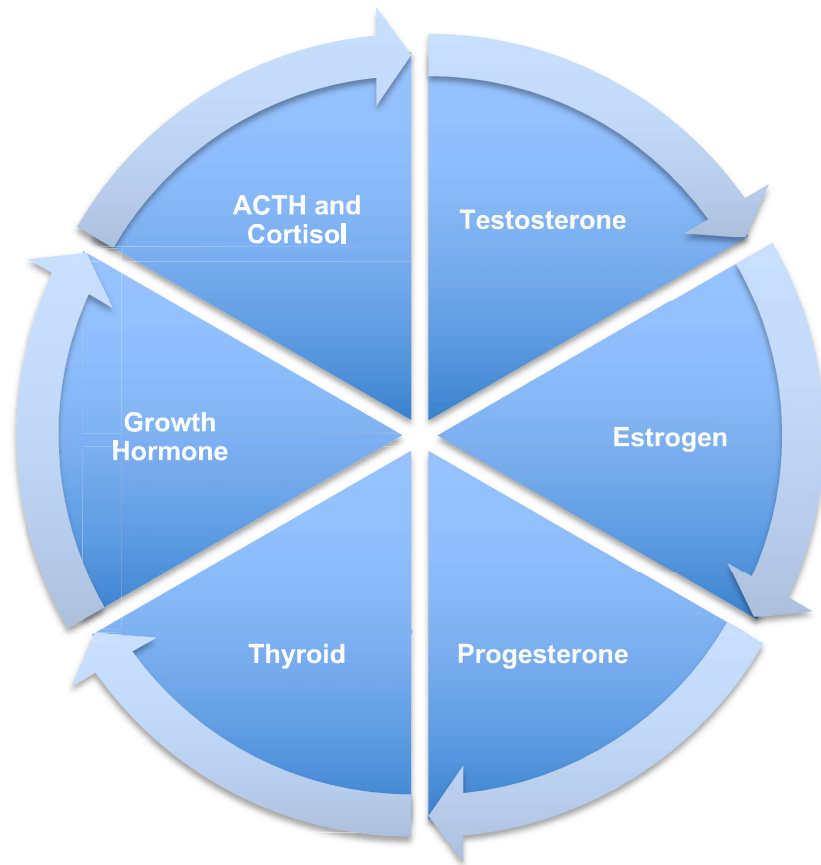 ACTH and
Cortisol
Testosterone
Estrogen
Progesterone
Thyroid
Growth
Hormone